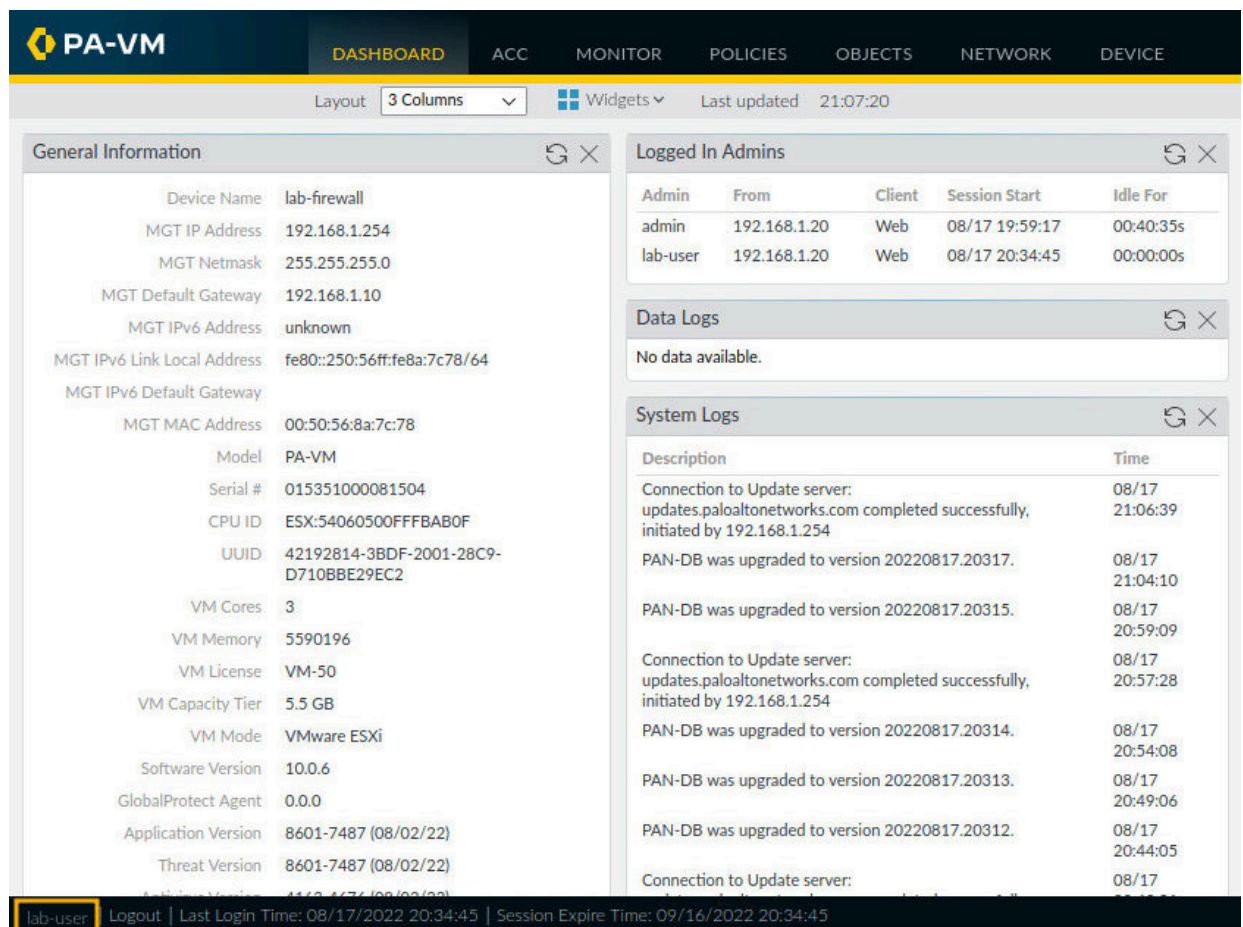 PA-VM
DASHBOARD ACC MONITOR POLICIES OBJECTS NETWORK DEVICE
Layout 3 Columns Widgets Last updated 21:07:20
General Information
Device Name lab-firewall
MGT IP Address 192.168.1.254
MGT Netmask 255.255.255.0
MGT Default Gateway 192.168.1.10
MGT IPv6 Address unknown
MGT IPv6 Link Local Address fe80::250:56ff:fe8a:7c78/64
MGT IPv6 Default Gateway
MGT MAC Address 00:50:56:8a:7c:78
Model PA-VM
Serial # 015351000081504
CPU ID ESX:54060500FFFBAB0F
UUID 42192814-3BDF-2001-28C9-
D710BBE29EC2
VM Cores 3
VM Memory 5590196
VM License VM-50
VM Capacity Tier 5.5 GB
VM Mode VMware ESXi
Software Version 10.0.6
GlobalProtect Agent 0.0.0
Application Version 8601-7487 (08/02/22)
Threat Version 8601-7487 (08/02/22)
Logged In Admins
Admin From Client Session Start Idle For
admin 192.168.1.20 Web 08/17 19:59:17 00:40:35s
lab-user 192.168.1.20 Web 08/17 20:34:45 00:00:00s
Data Logs
No data available.
System Logs
Description Time
Connection to Update server: 08/17
updates.paloaltonetworks.com completed successfully, 21:06:39
initiated by 192.168.1.254
PAN-DB was upgraded to version 20220817.20317. 08/17
21:04:10
PAN-DB was upgraded to version 20220817.20315. 08/17
20:59:09
Connection to Update server: 08/17
updates.paloaltonetworks.com completed successfully, 20:57:28
initiated by 192.168.1.254
PAN-DB was upgraded to version 20220817.20314. 08/17
20:54:08
PAN-DB was upgraded to version 20220817.20313. 08/17
20:49:06
PAN-DB was upgraded to version 20220817.20312. 08/17
20:44:05
Connection to Update server: 08/17
lab-user | Logout | Last Login Time: 08/17/2022 20:34:45 | Session Expire Time: 09/16/2022 20:34:45